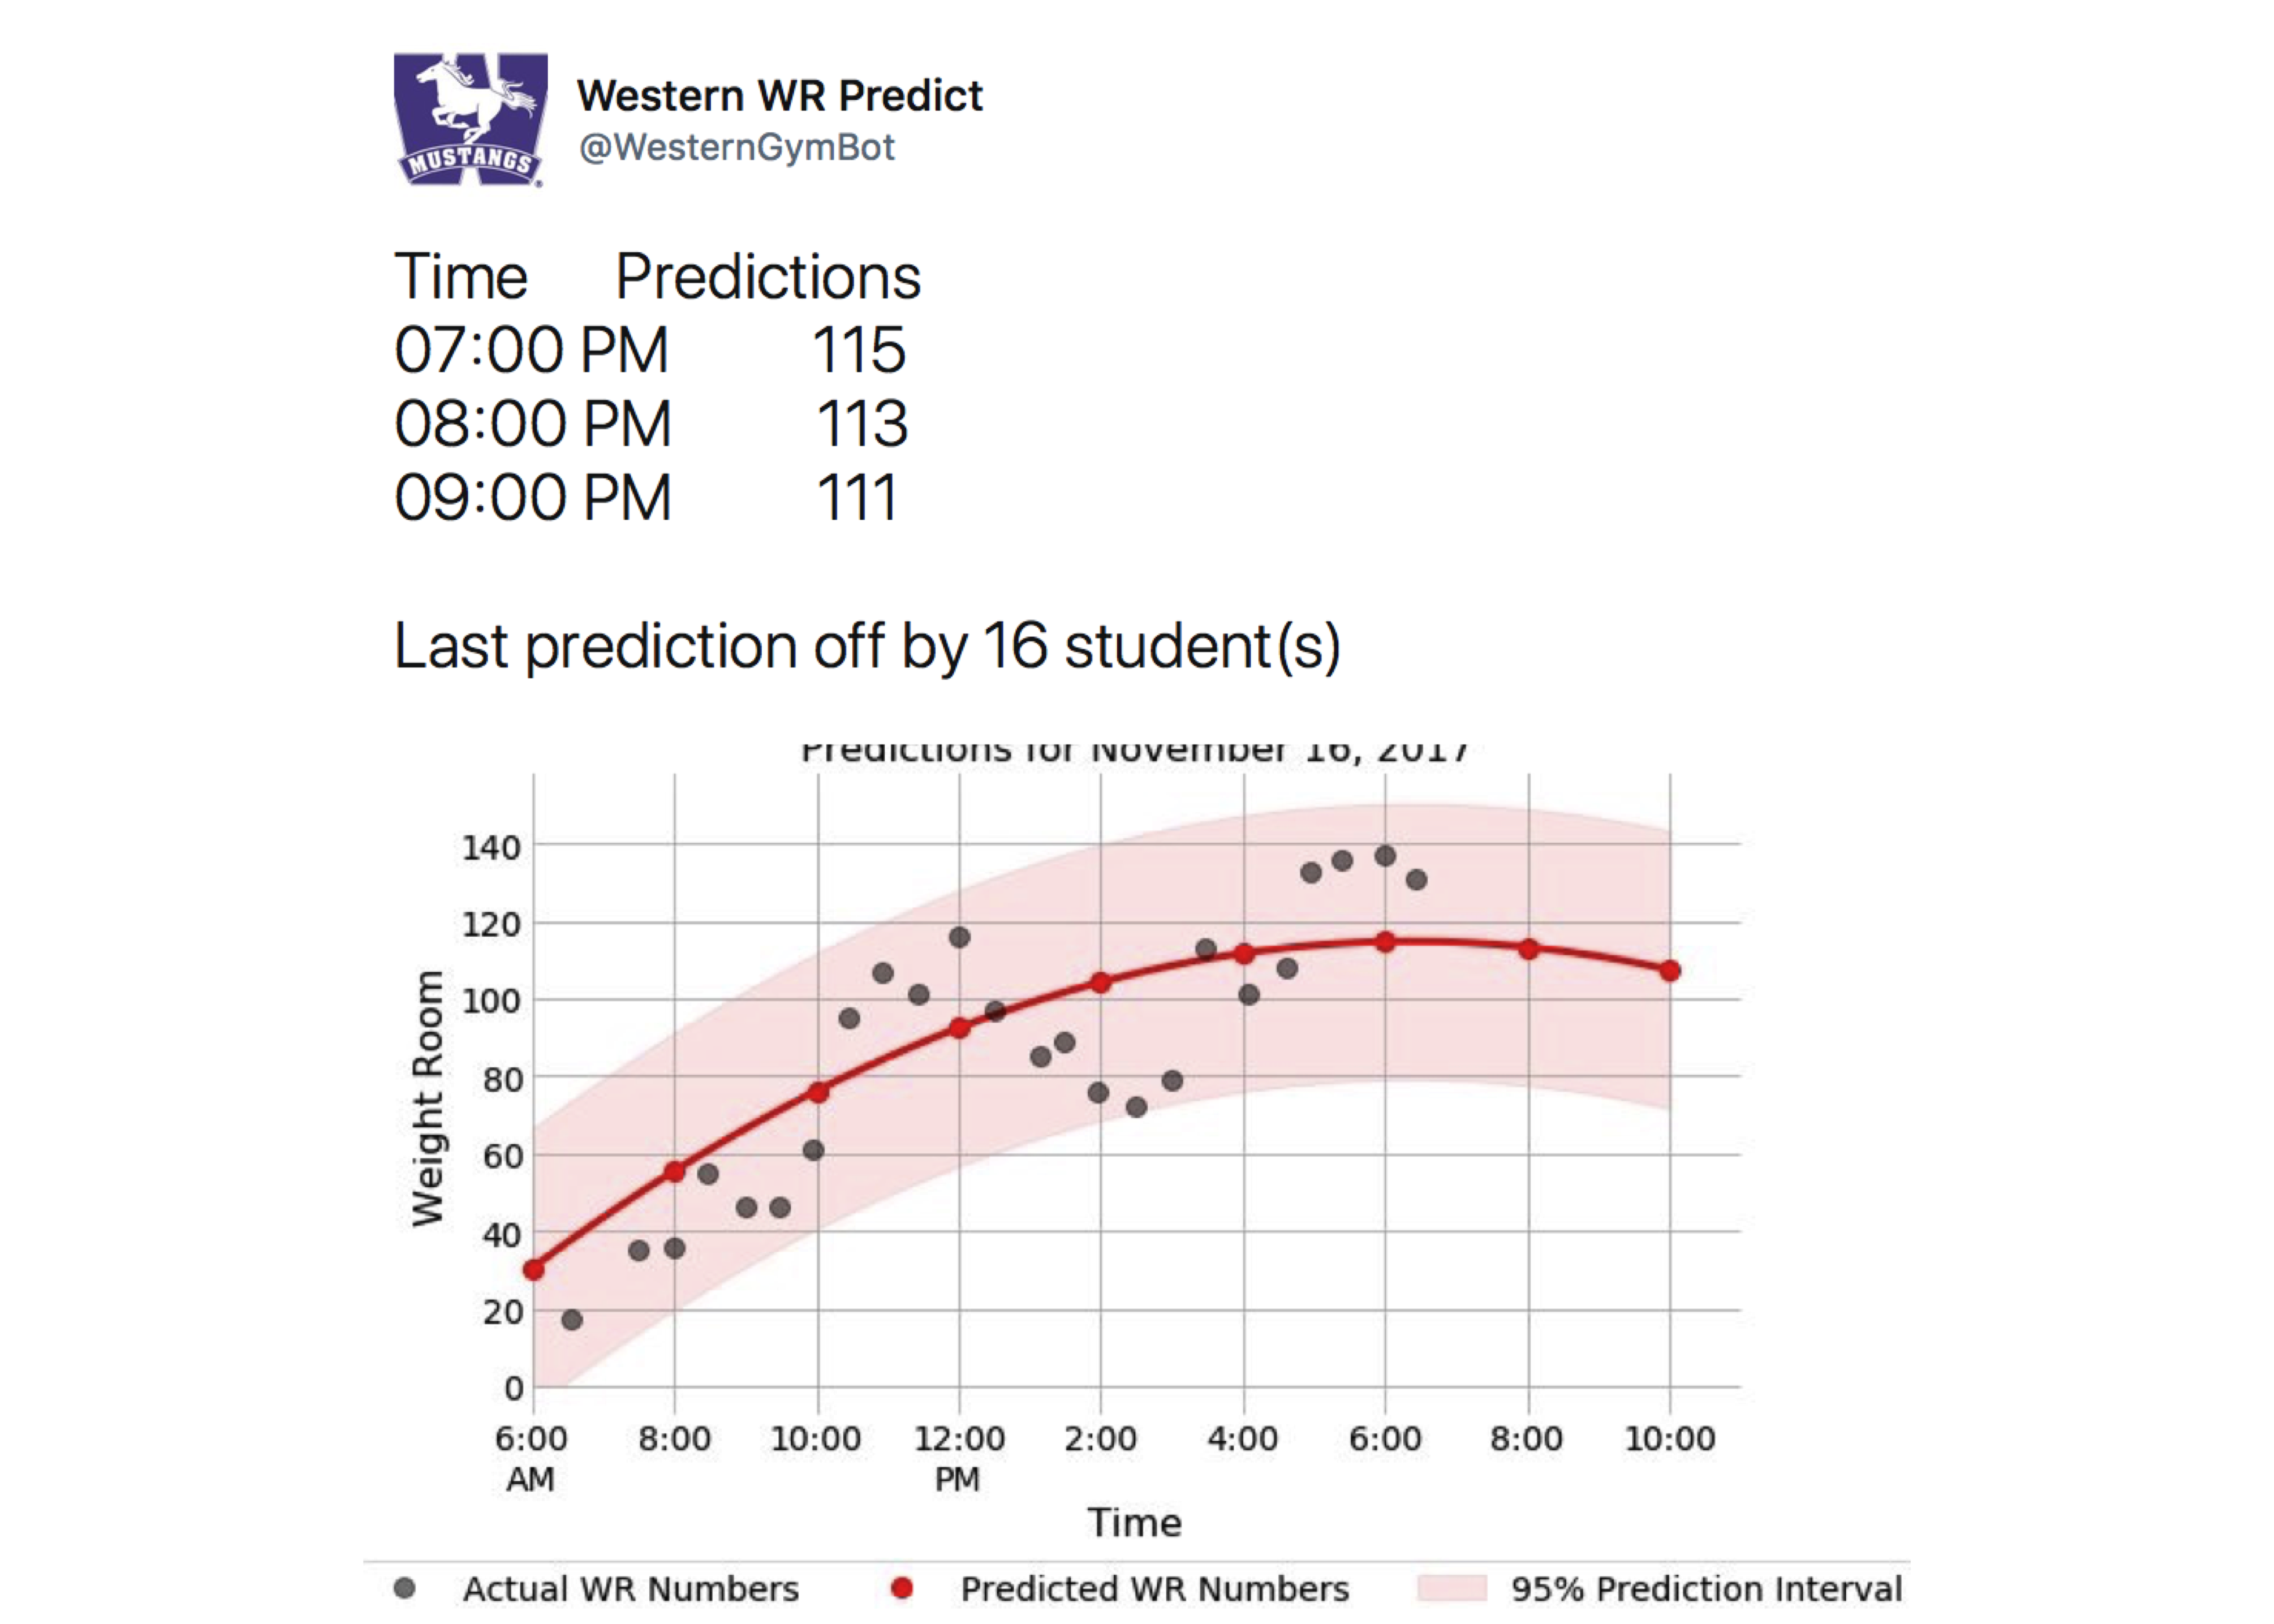 MUSTANGS
Western WR Predict
@WesternGymBot
Time Predictions
07:00 PM 115
08:00 PM 113
09:00 PM 111
Last prediction off by 16 student(s)
Predictions for November 16, 2017
140
120
100
80
60
40
20
0
Weight Room
6:00 8:00 10:00 12:00 2:00 4:00 6:00 8:00 10:00
AM PM
Time
Actual WR Numbers Predicted WR Numbers 95% Prediction Interval